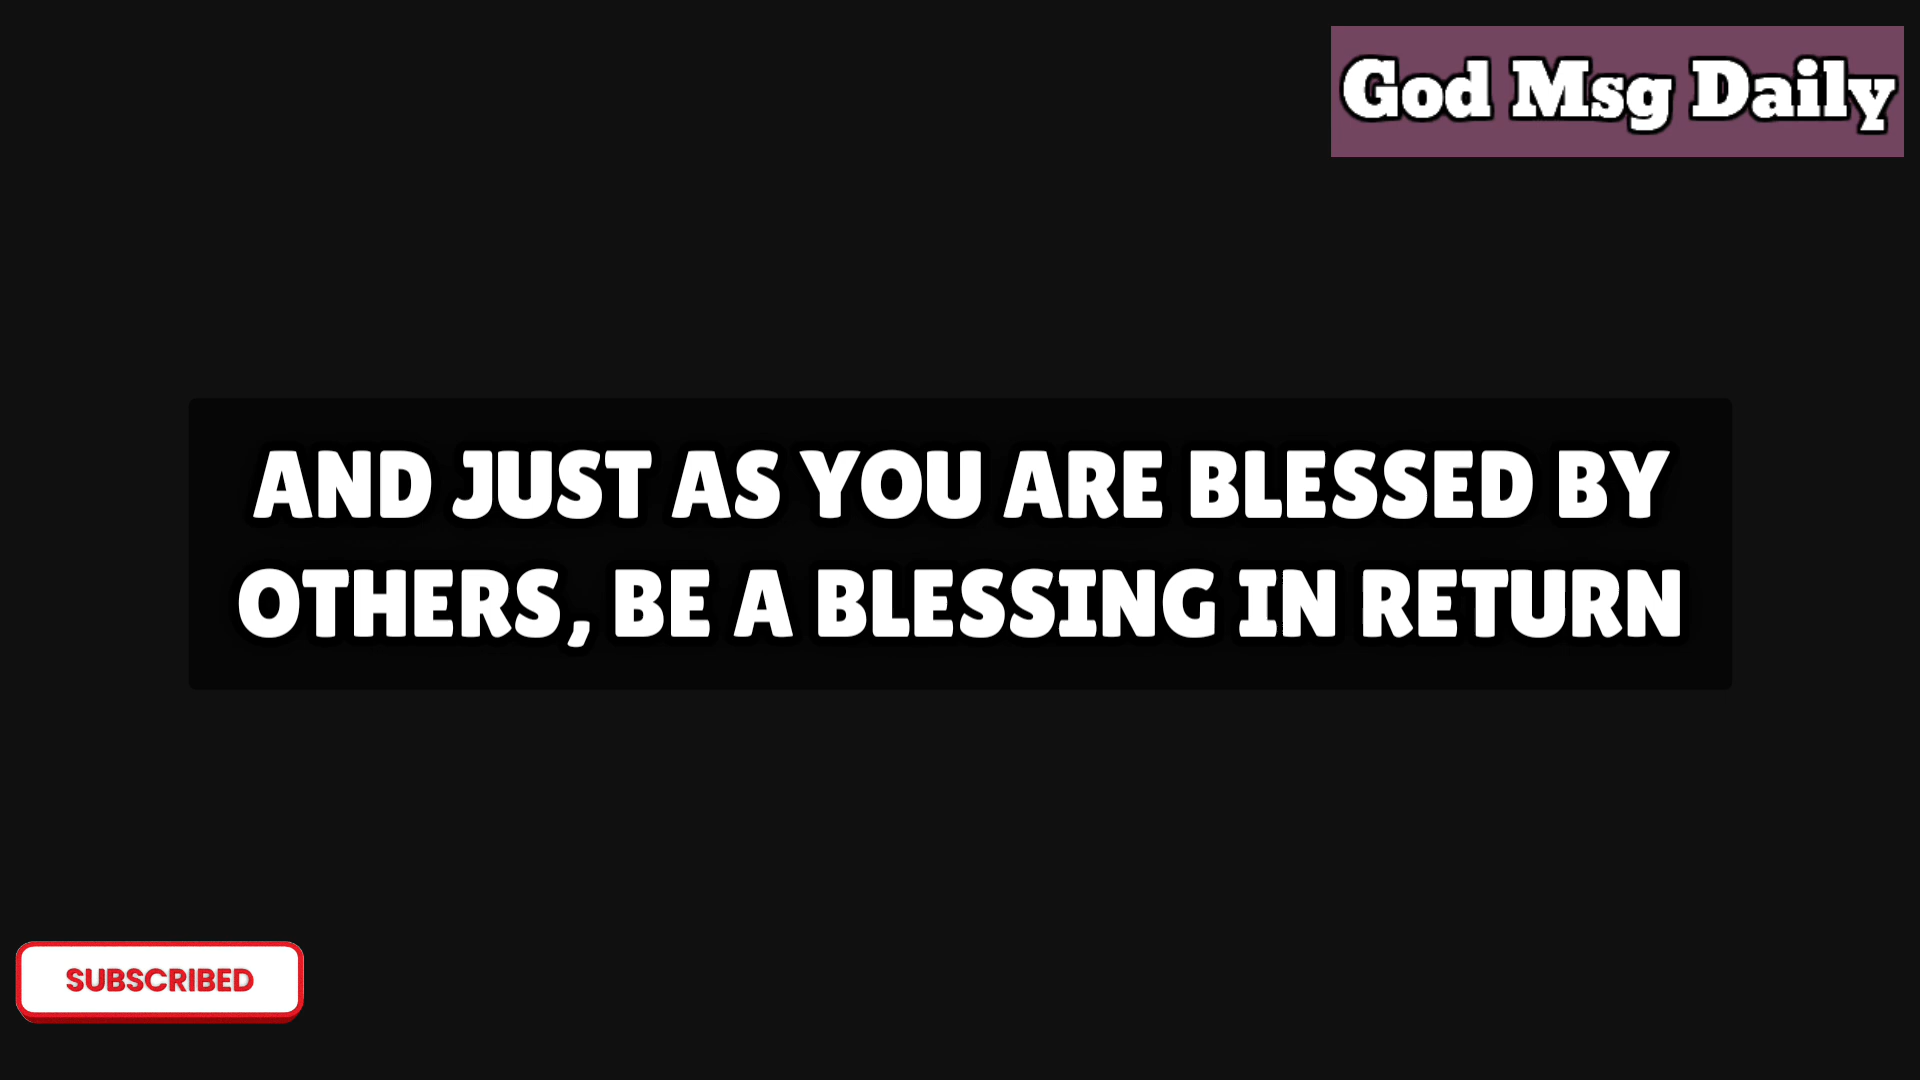 God Msg Daily
AND JUST AS YOU ARE BLESSED BY
OTHERS, BE A BLESSING IN RETURN
SUBSCRIBED